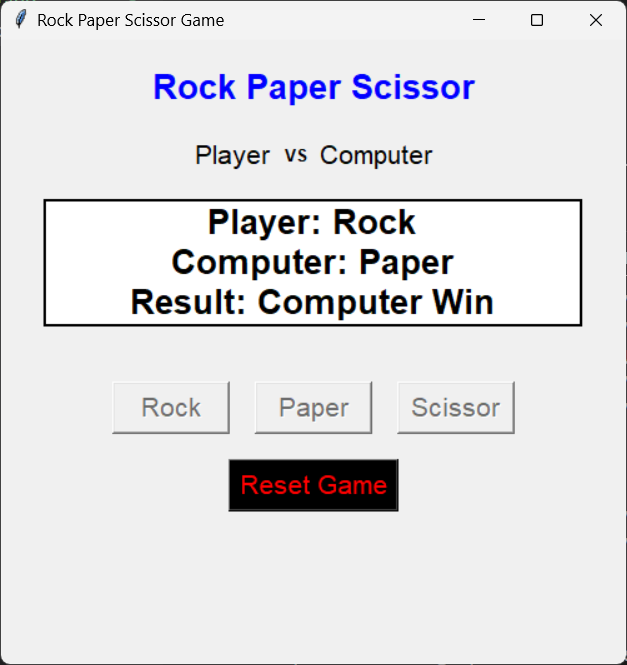 Rock Paper Scissor Game
Rock Paper Scissor
Player vs Computer
Player: Rock
Computer: Paper
Result: Computer Win
Rock Paper Scissor
Reset Game